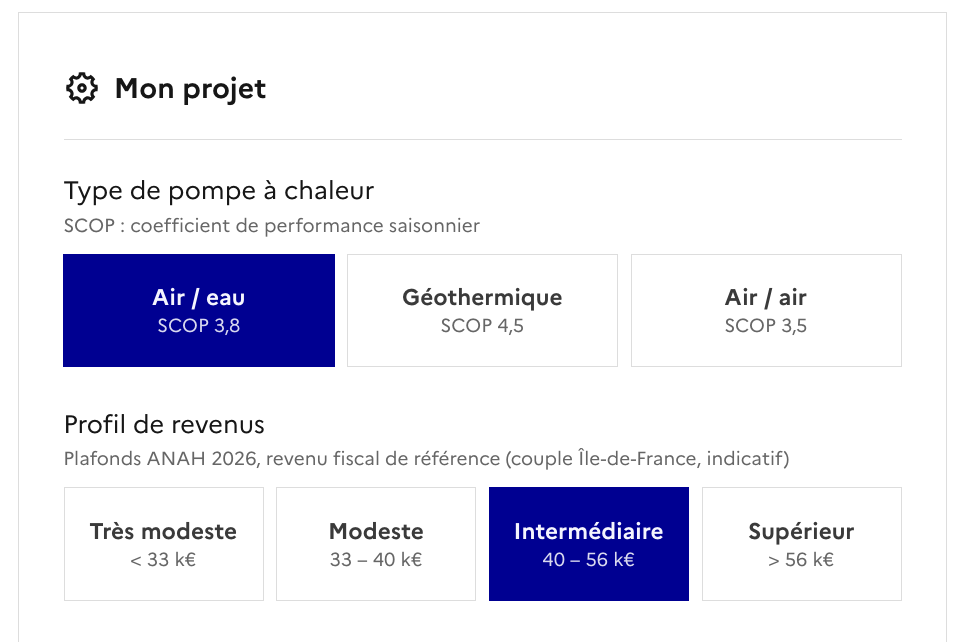 Mon projet
Type de pompe à chaleur
SCOP : coefficient de performance saisonnier
Air / eau
SCOP 3,8
Géothermique
SCOP 4,5
Air / air
SCOP 3,5
Profil de revenus
Plafonds ANAH 2026, revenu fiscal de référence (couple Île-de-France, indicatif)
Très modeste
< 33 k€
Modeste
33 – 40 k€
Intermédiaire
40 – 56 k€
Supérieur
> 56 k€